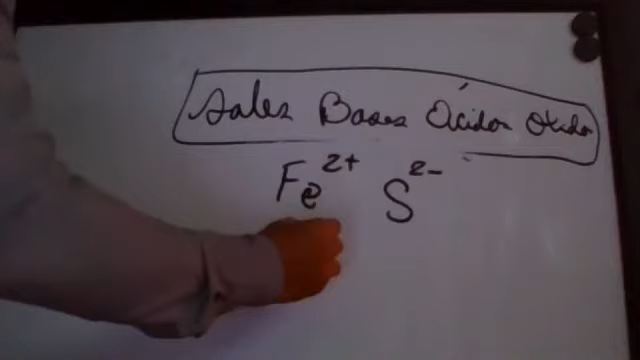 Sales Bases Ácidos Óxidos
Fe²⁺ S²⁻